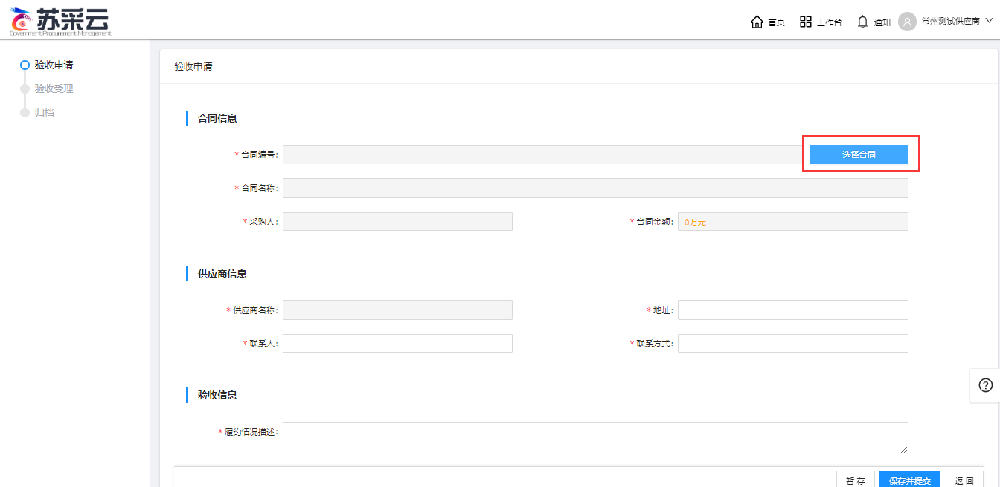 苏采云
Government Procurement Management
首页 工作台 通知 常州测试供应商
验收申请
验收受理
归档
验收申请
合同信息
*合同编号: 选择合同
*合同名称:
*采购人: *合同金额: 0万元
供应商信息
*供应商名称: *地址:
*联系人: *联系方式:
验收信息
*履约情况描述:
暂 存 保存并提交 返 回